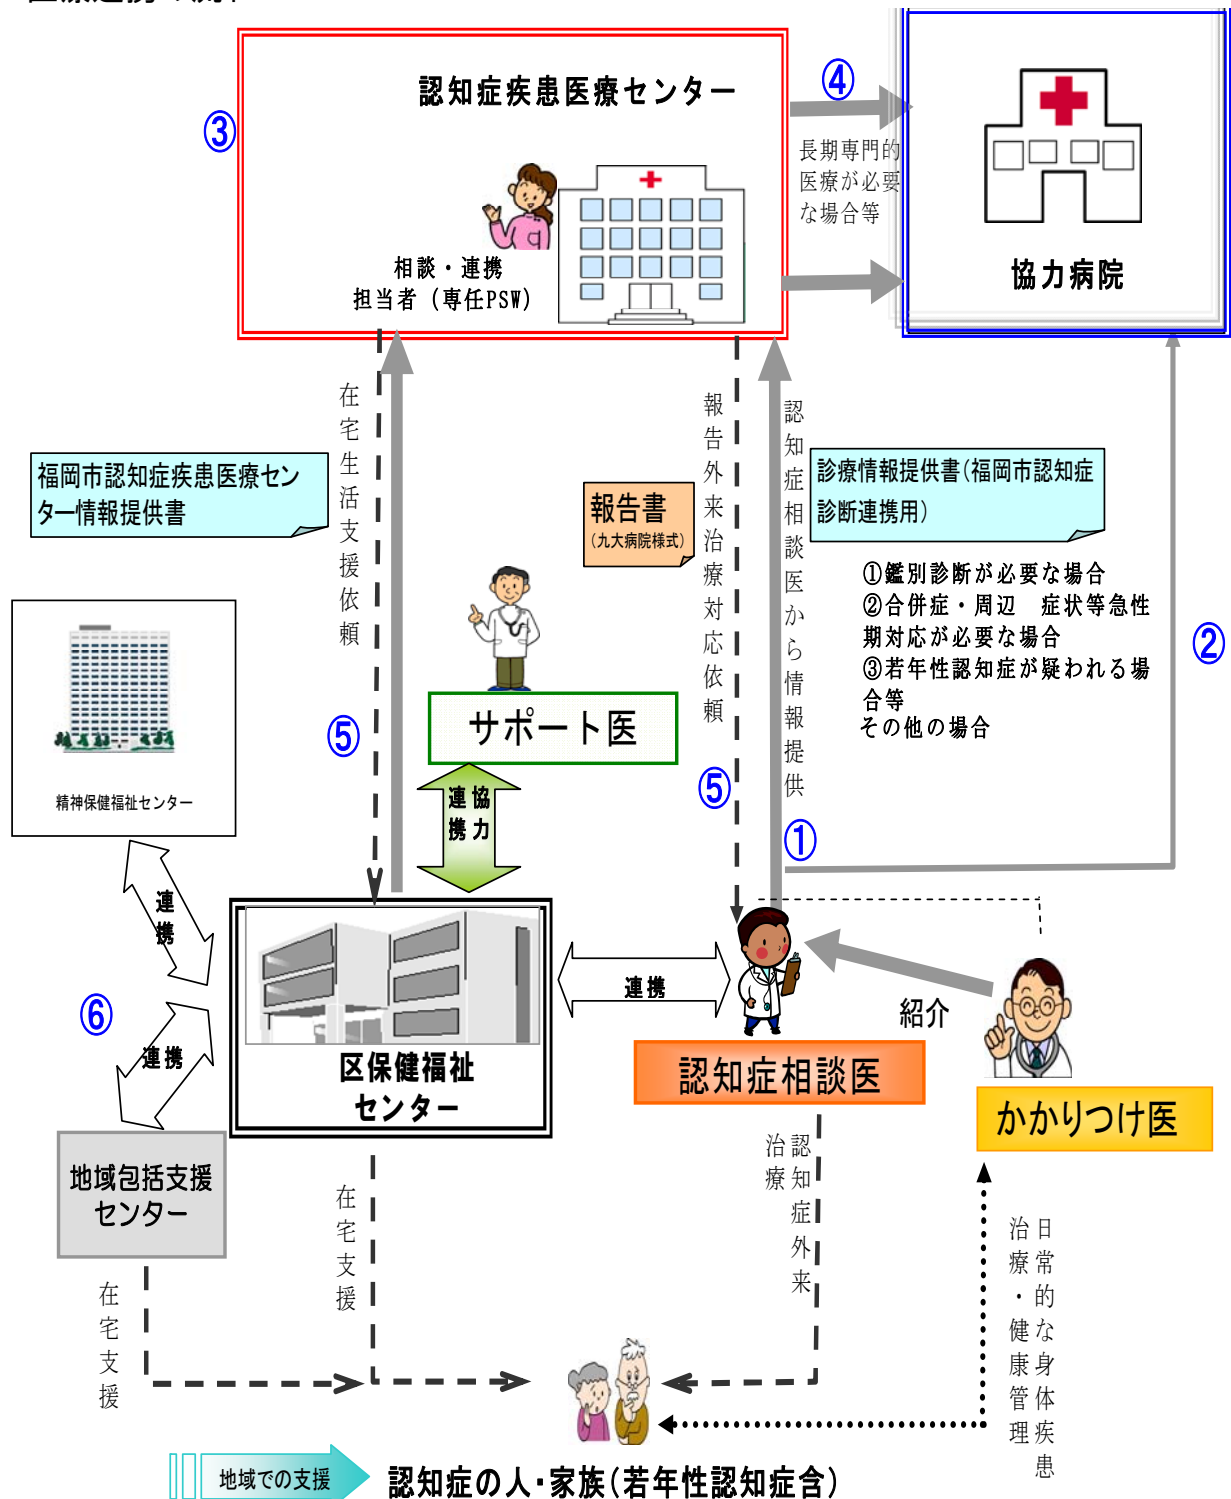 認知症疾患医療センター
③
④
長期専門的
医療が必要
な場合等
相談・連携
担当者（専任PSW）
協力病院
在宅生活支援依頼
報告外来治療対応依頼
認知症相談医から情報提供
福岡市認知症疾患医療セン
ター情報提供書
報告書
（九大病院様式）
診療情報提供書（福岡市認知症
診断連携用）
①鑑別診断が必要な場合
②合併症・周辺　症状等急性
期対応が必要な場合
③若年性認知症が疑われる場
合等
その他の場合
②
精神保健福祉センター
サポート医
⑤
⑤
協力
連携
①
連携
連携
連携
⑥
紹介
区保健福祉
センター
認知症相談医
かかりつけ医
地域包括支援
センター
在宅支援
在宅支援
認知症外来
治療
日常的な身体疾患
治療・健康管理
地域での支援
認知症の人・家族（若年性認知症含）